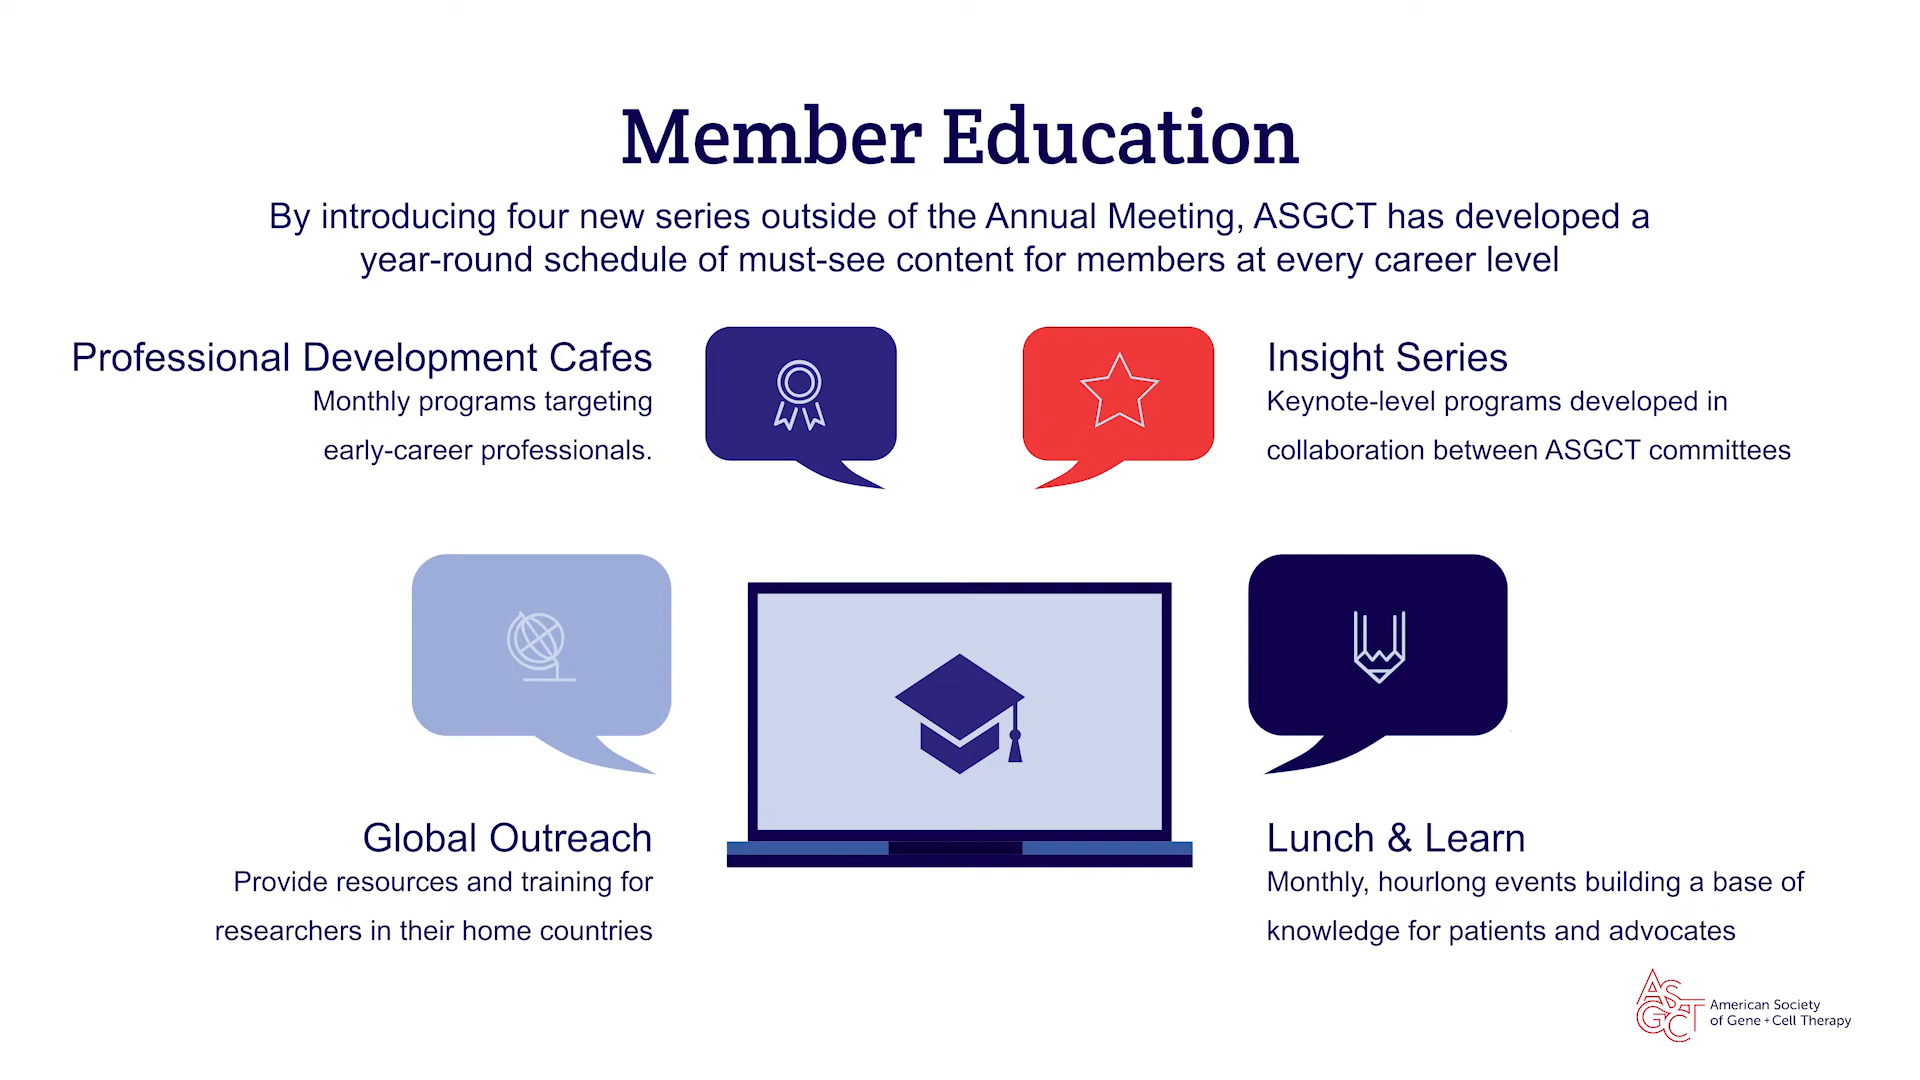 Member Education
By introducing four new series outside of the Annual Meeting, ASGCT has developed a
year-round schedule of must-see content for members at every career level
Professional Development Cafes
Monthly programs targeting
early-career professionals.
Insight Series
Keynote-level programs developed in
collaboration between ASGCT committees
Global Outreach
Provide resources and training for
researchers in their home countries
Lunch & Learn
Monthly, hourlong events building a base of
knowledge for patients and advocates
ASGCT
American Society
of Gene + Cell Therapy